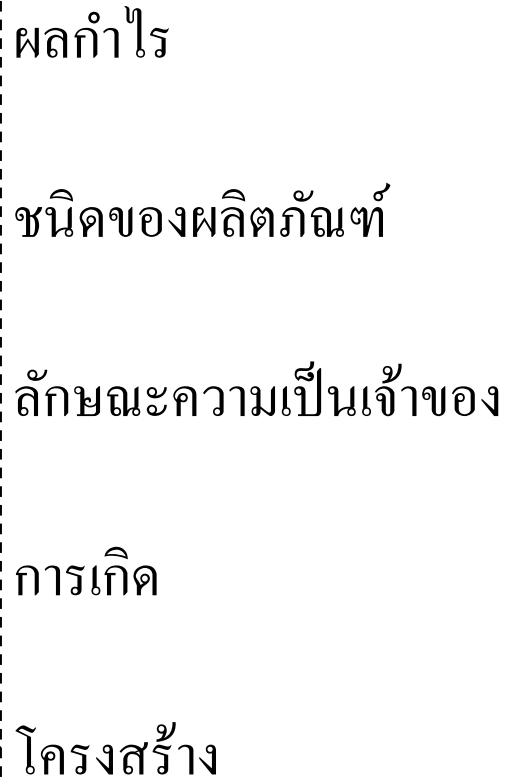 ผลกำไร
ชนิดของผลิตภัณฑ์
ลักษณะความเป็นเจ้าของ
การเกิด
โครงสร้าง